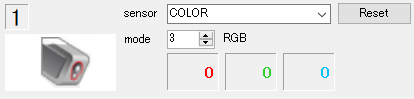 1 sensor COLOR Reset
mode 3 RGB
0 0 0